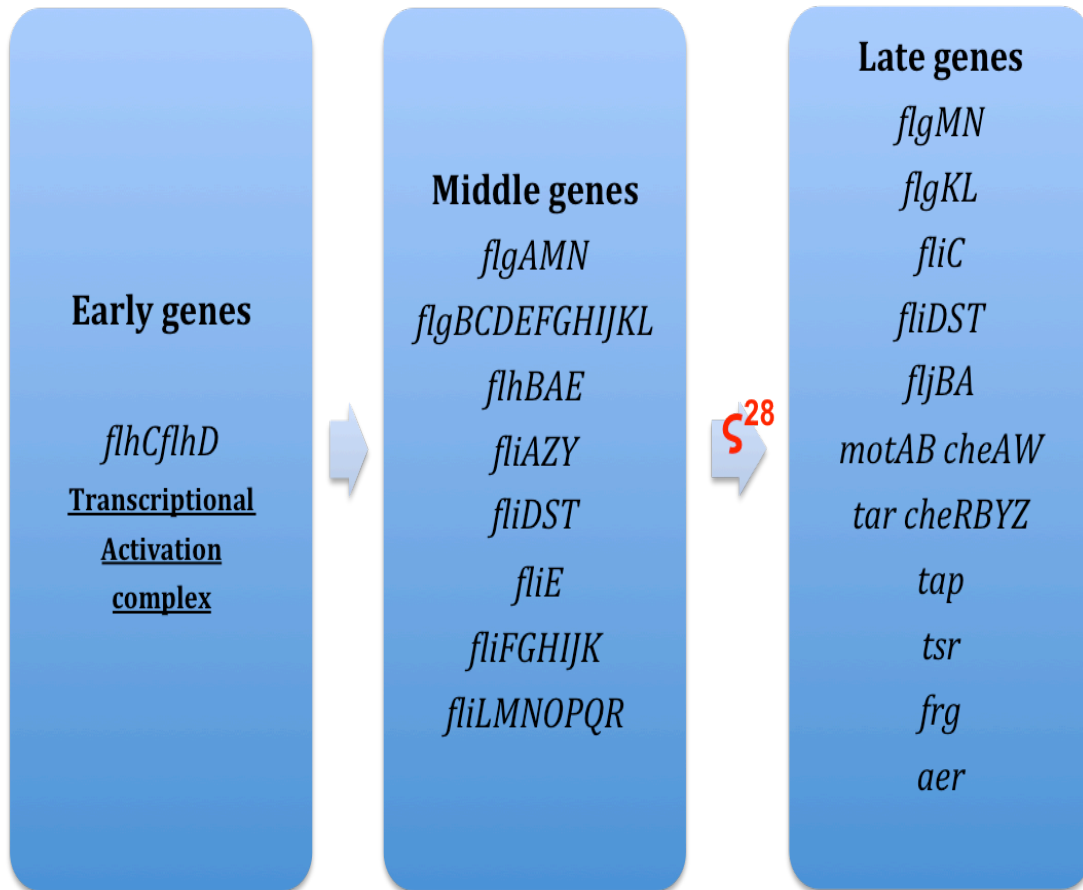 Early genes
flhCflhD
Transcriptional
Activation
complex
Middle genes
flgAMN
flgBCDEFGHIJKL
flhBAE
fliAZY
fliDST
fliE
fliFGHIJK
fliLMNOPQR
ς28
Late genes
flgMN
flgKL
fliC
fliDST
fljBA
motAB cheAW
tar cheRBYZ
tap
tsr
frg
aer